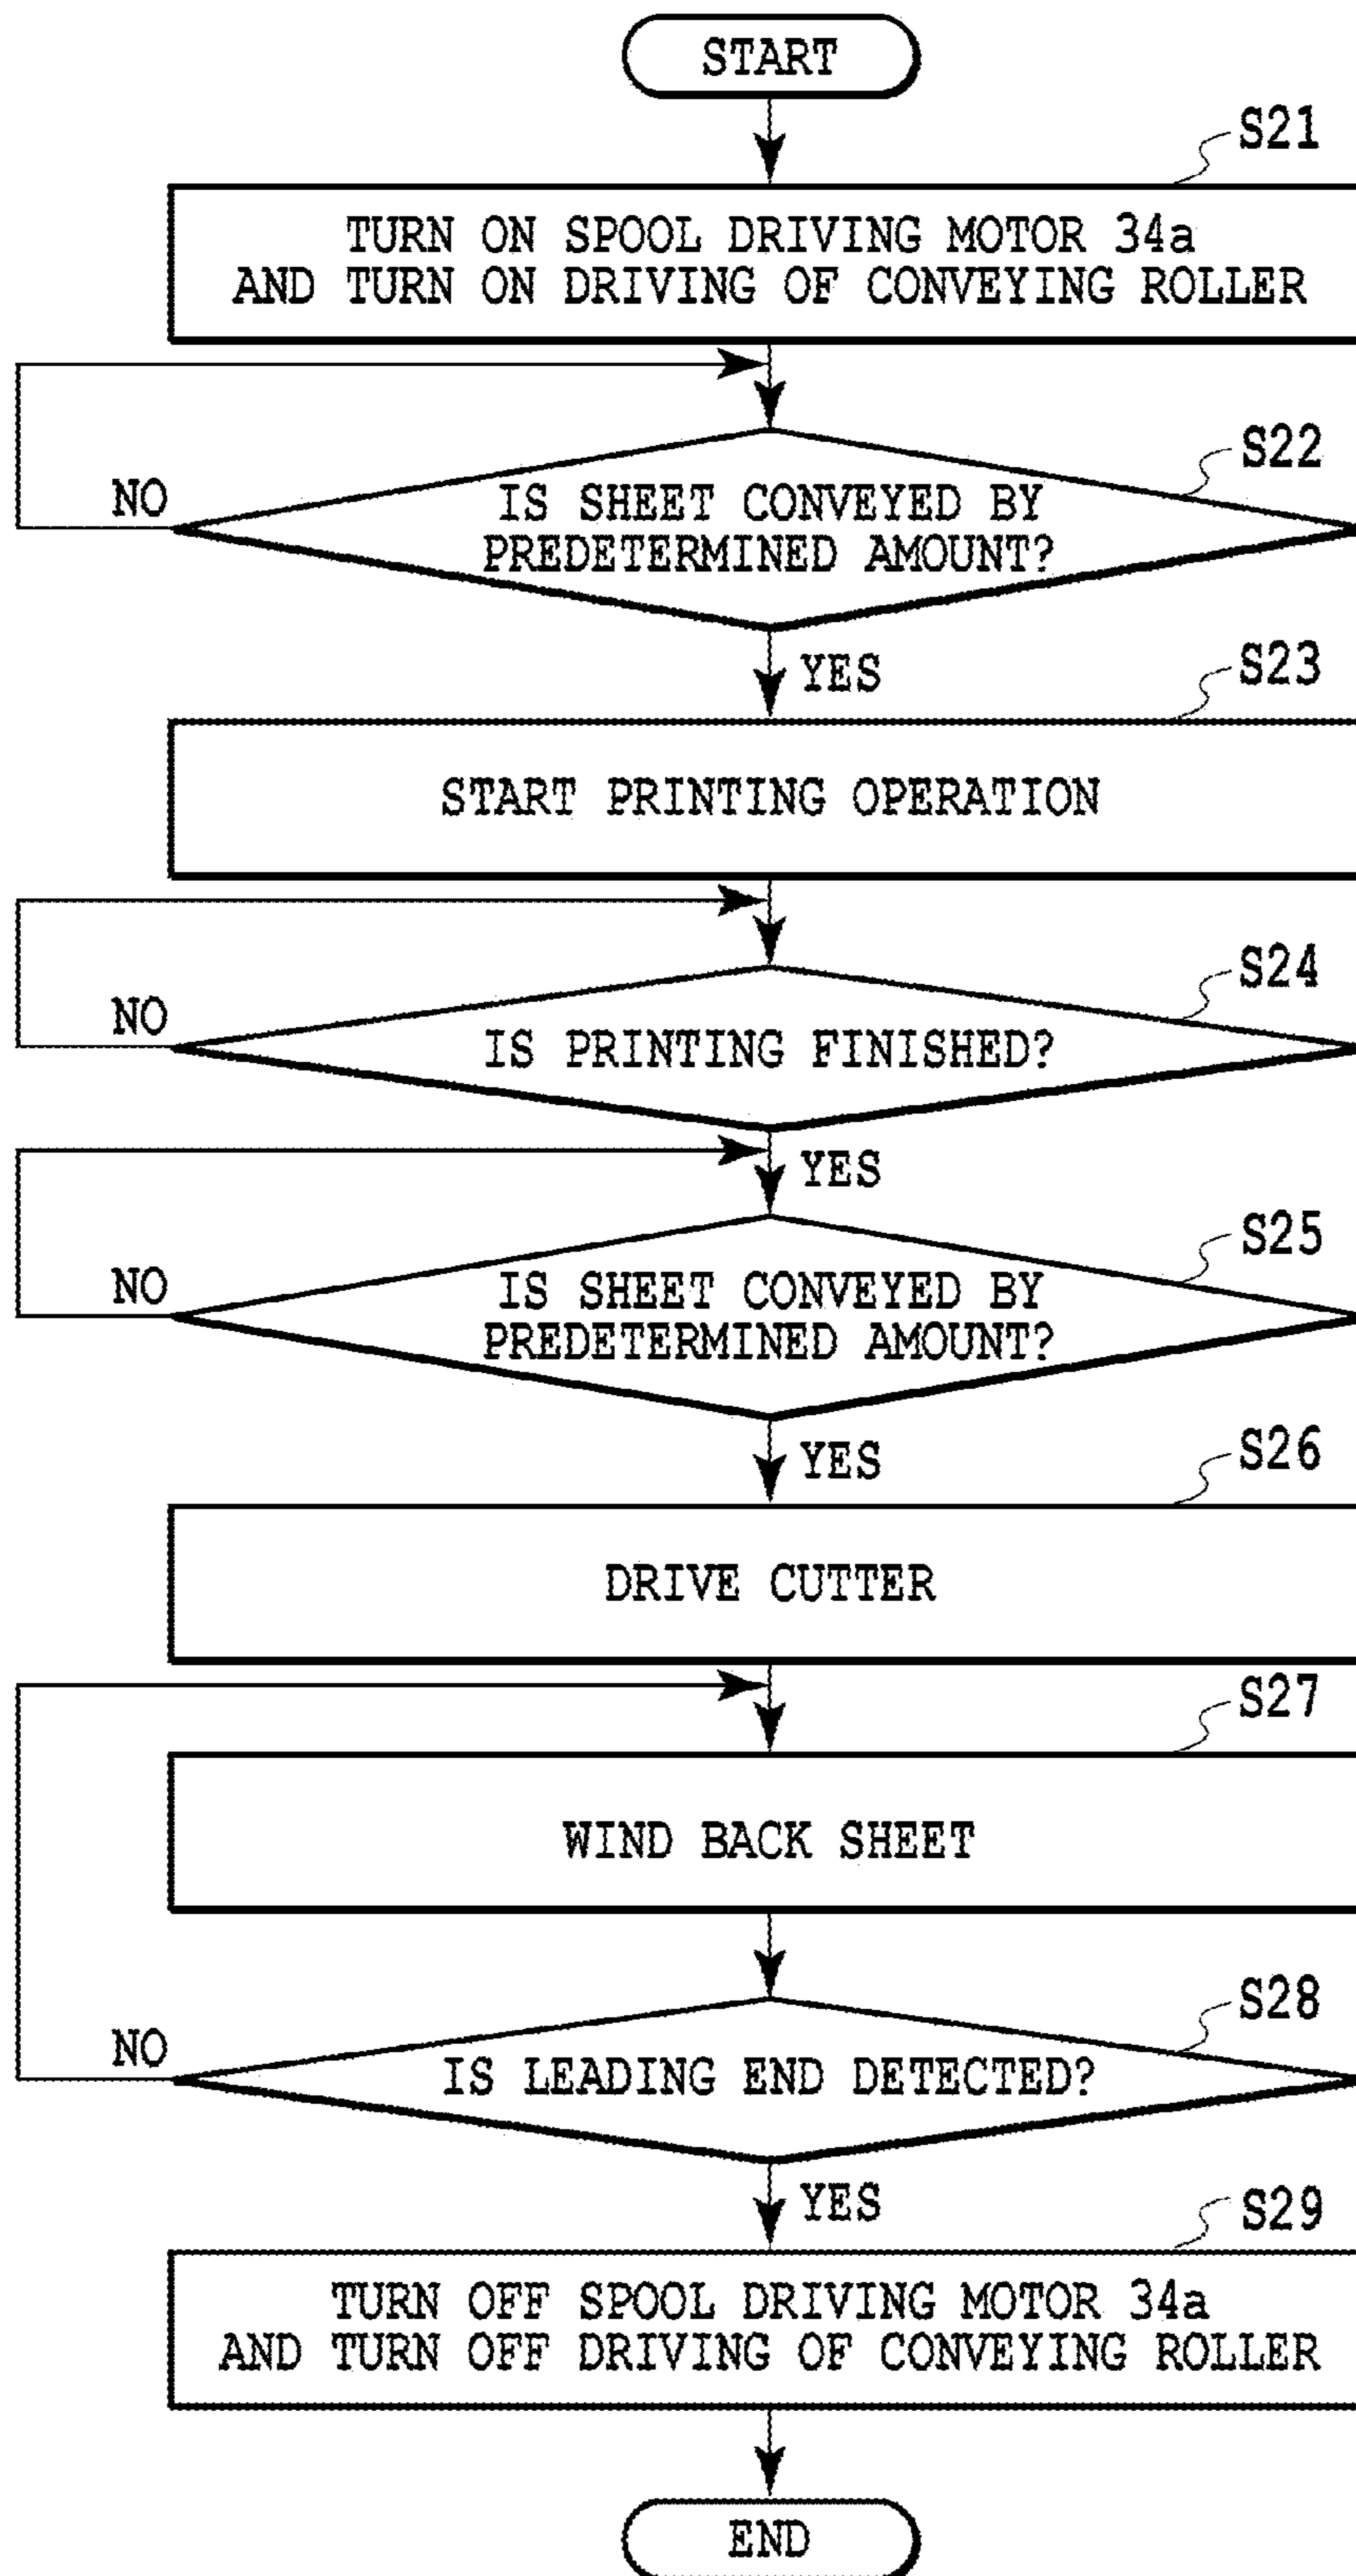 START
S21
TURN ON SPOOL DRIVING MOTOR 34a
AND TURN ON DRIVING OF CONVEYING ROLLER
S22
NO
IS SHEET CONVEYED BY
PREDETERMINED AMOUNT?
YES
S23
START PRINTING OPERATION
S24
NO
IS PRINTING FINISHED?
YES
S25
NO
IS SHEET CONVEYED BY
PREDETERMINED AMOUNT?
YES
S26
DRIVE CUTTER
S27
WIND BACK SHEET
S28
NO
IS LEADING END DETECTED?
YES
S29
TURN OFF SPOOL DRIVING MOTOR 34a
AND TURN OFF DRIVING OF CONVEYING ROLLER
END